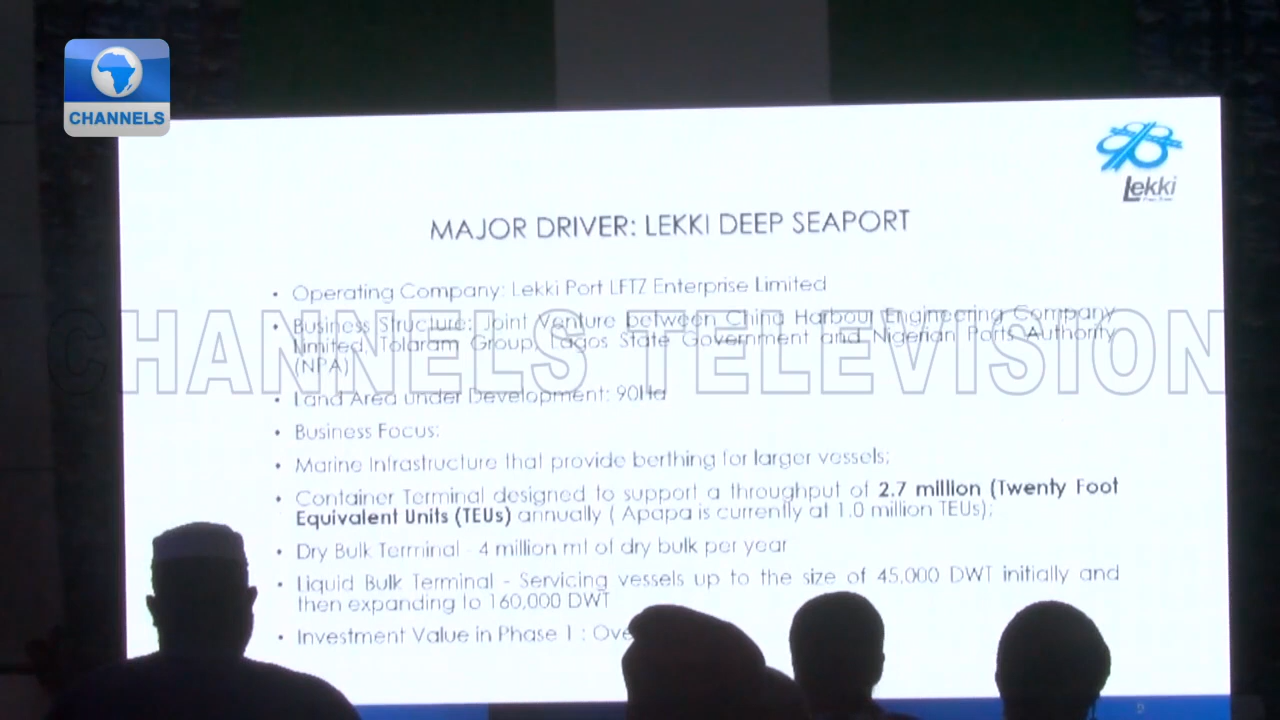 CHANNELS
Lekki
MAJOR DRIVER: LEKKI DEEP SEAPORT
• Operating Company: Lekki Port LFTZ Enterprise Limited
• Business Structure: Joint Venture between China Harbour Engineering Company
Limited, Tolaram Group, Lagos State Government and Nigerian Ports Authority
(NPA)
CHANNELS TELEVISION
• Land Area under Development: 90Ha
• Business Focus:
• Marine Infrastructure that provide berthing for larger vessels;
• Container Terminal designed to support a throughput of 2.7 million (Twenty Foot
Equivalent Units (TEUs) annually ( Apapa is currently at 1.0 million TEUs);
• Dry Bulk Terminal - 4 million mt of dry bulk per year
• Liquid Bulk Terminal - Servicing vessels up to the size of 45,000 DWT initially and
then expanding to 160,000 DWT
• Investment Value in Phase 1 :